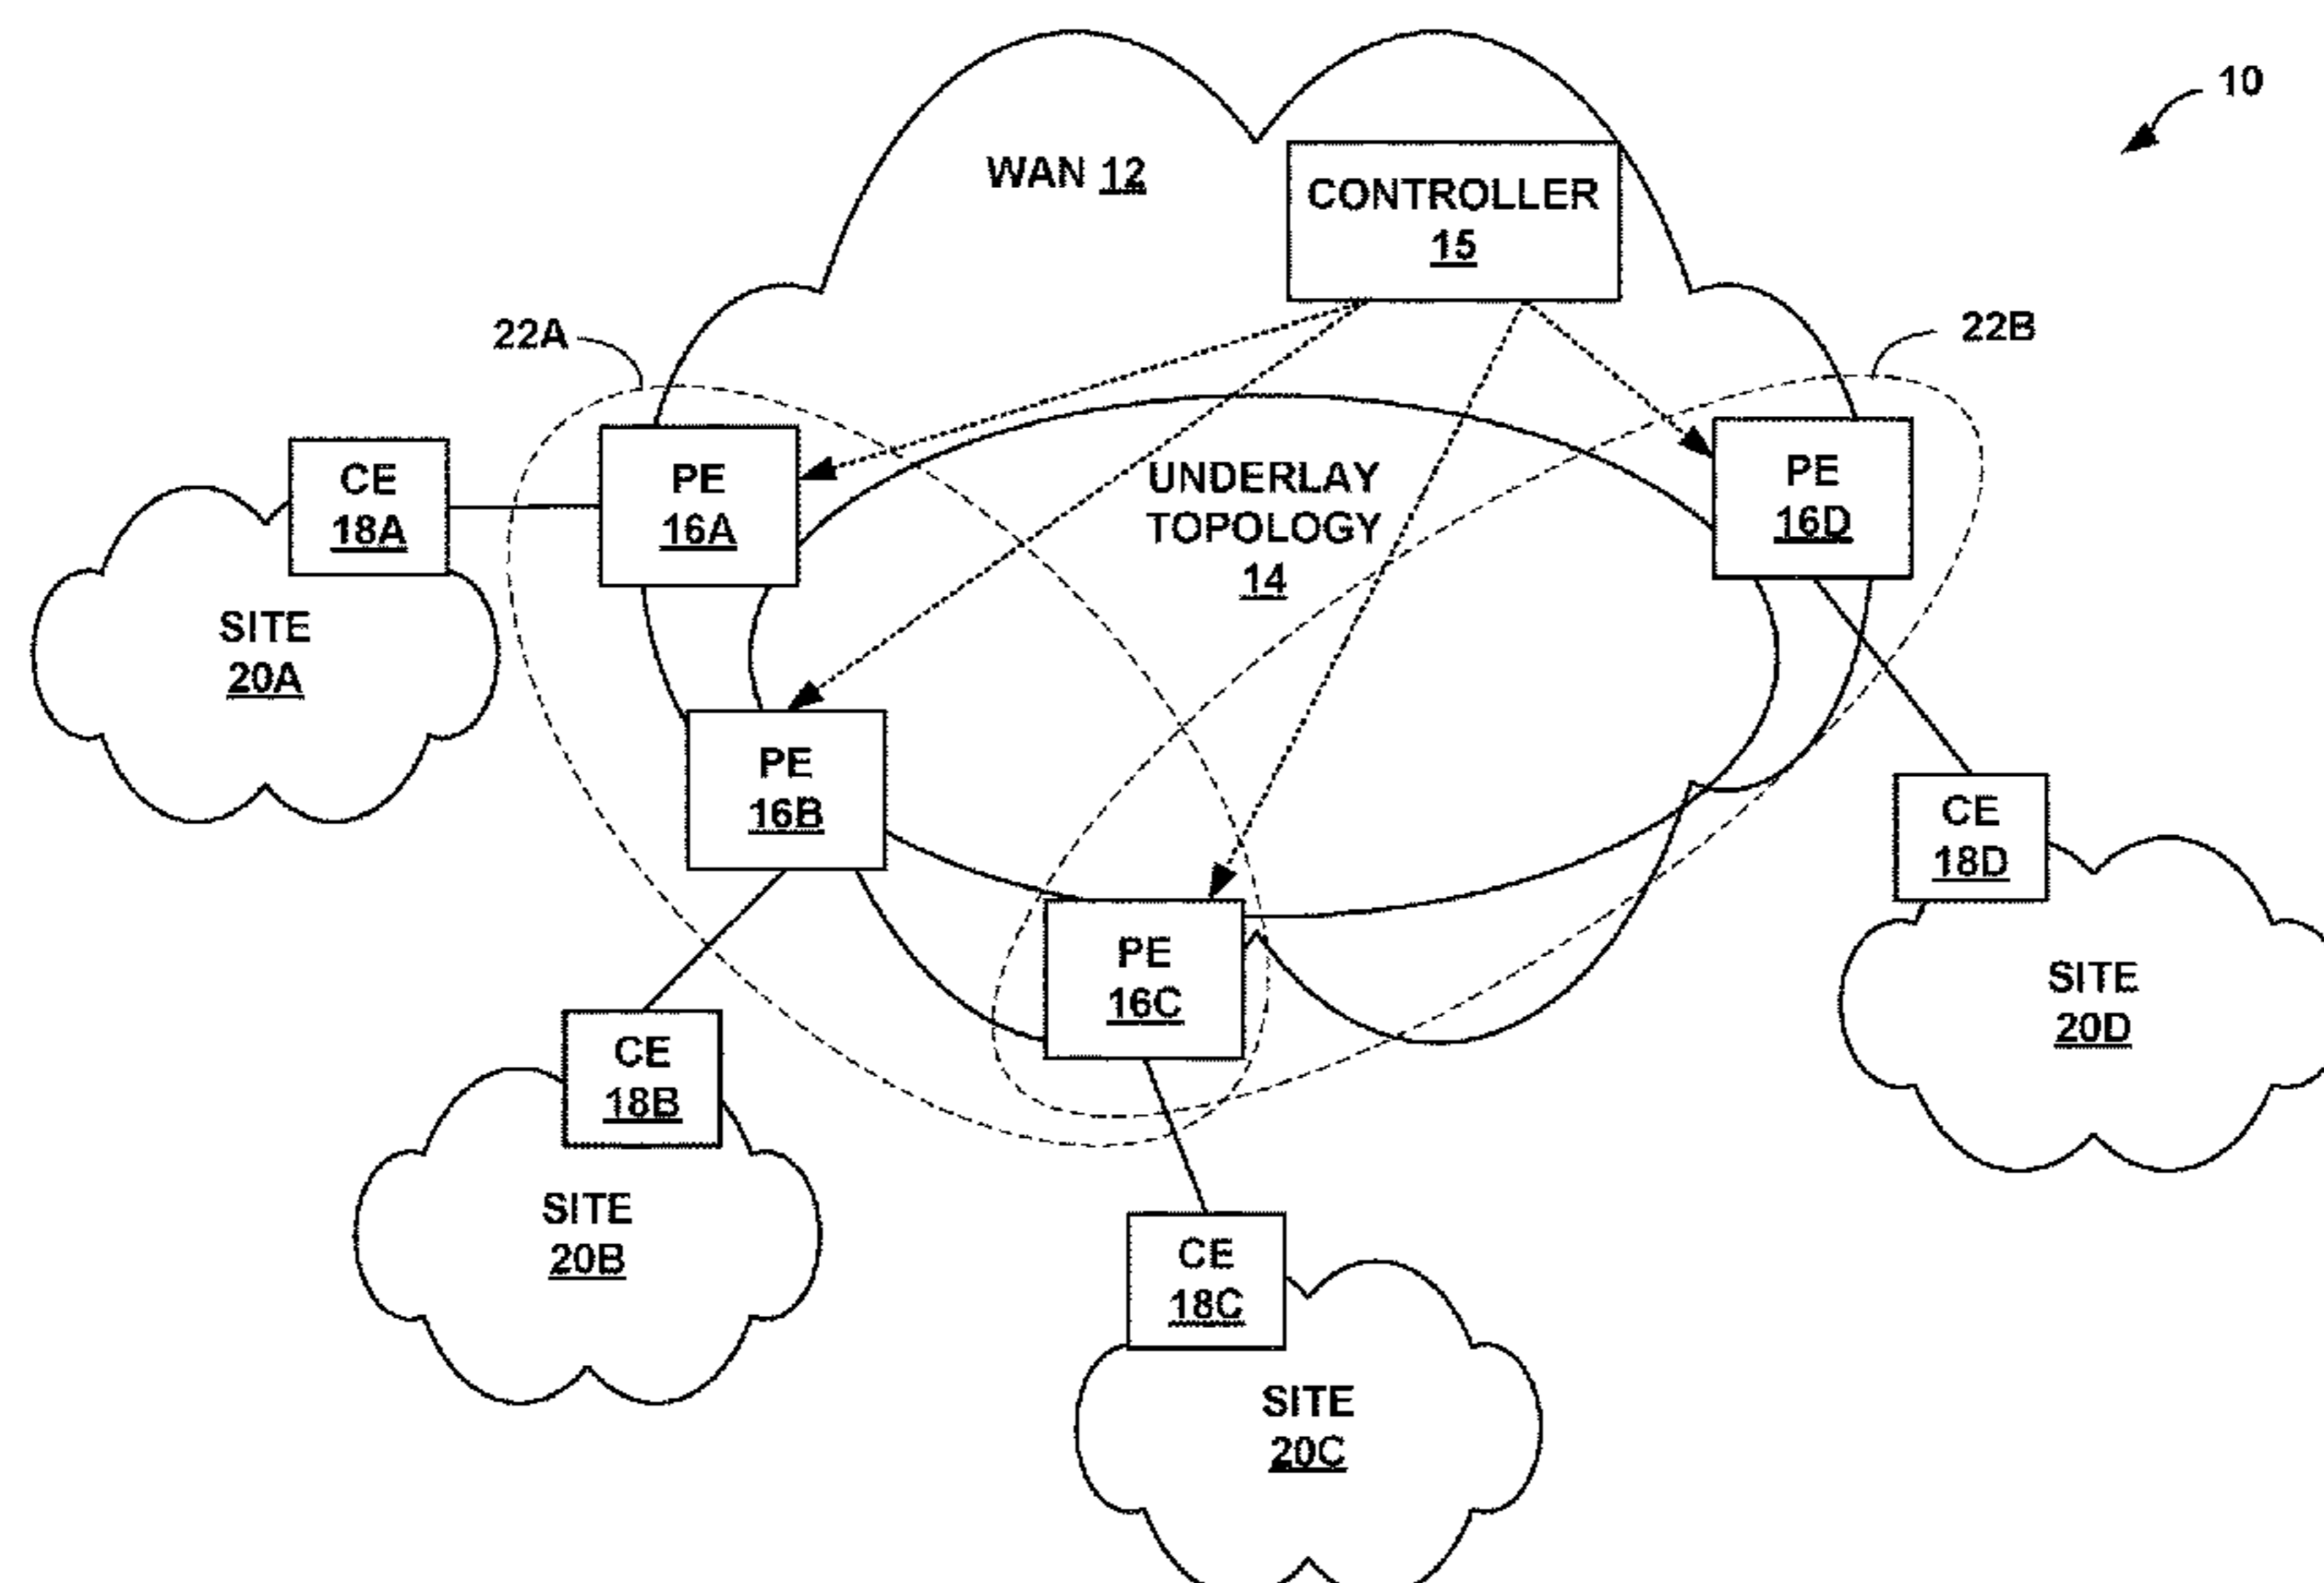 10
WAN 12
CONTROLLER
15
22A
22B
CE
18A
PE
16A
UNDERLAY
TOPOLOGY
14
PE
16D
SITE
20A
PE
16B
CE
18D
PE
16C
SITE
20D
CE
18B
SITE
20B
CE
18C
SITE
20C